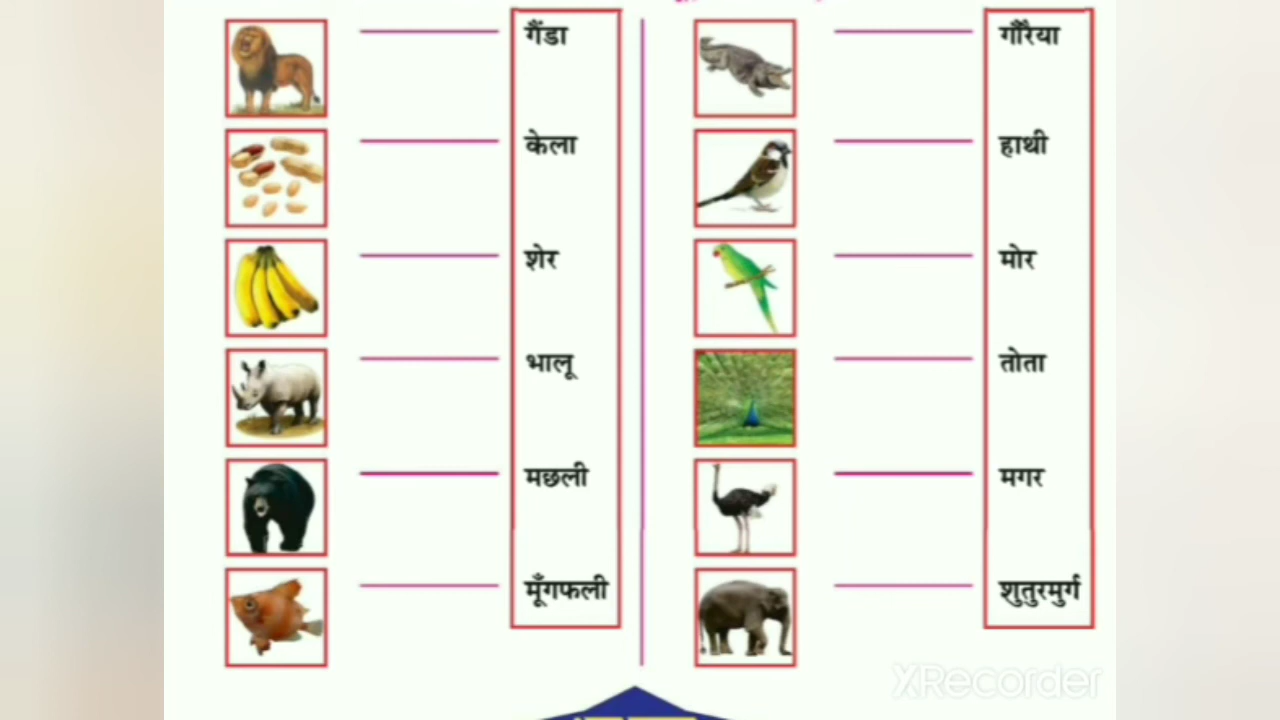 गैंडा
केला
शेर
भालू
मछली
मूँगफली
गौरैया
हाथी
मोर
तोता
मगर
शुतुरमुर्ग
XRecorder